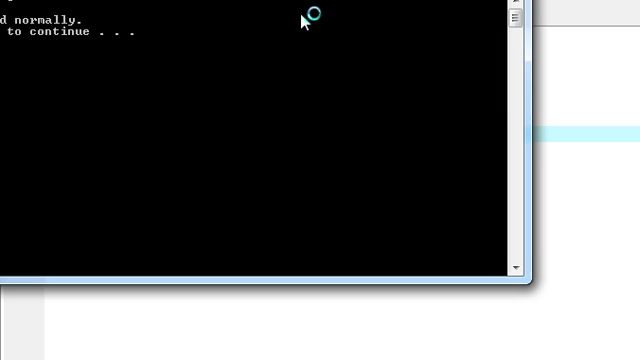 d normally.
to continue . . .